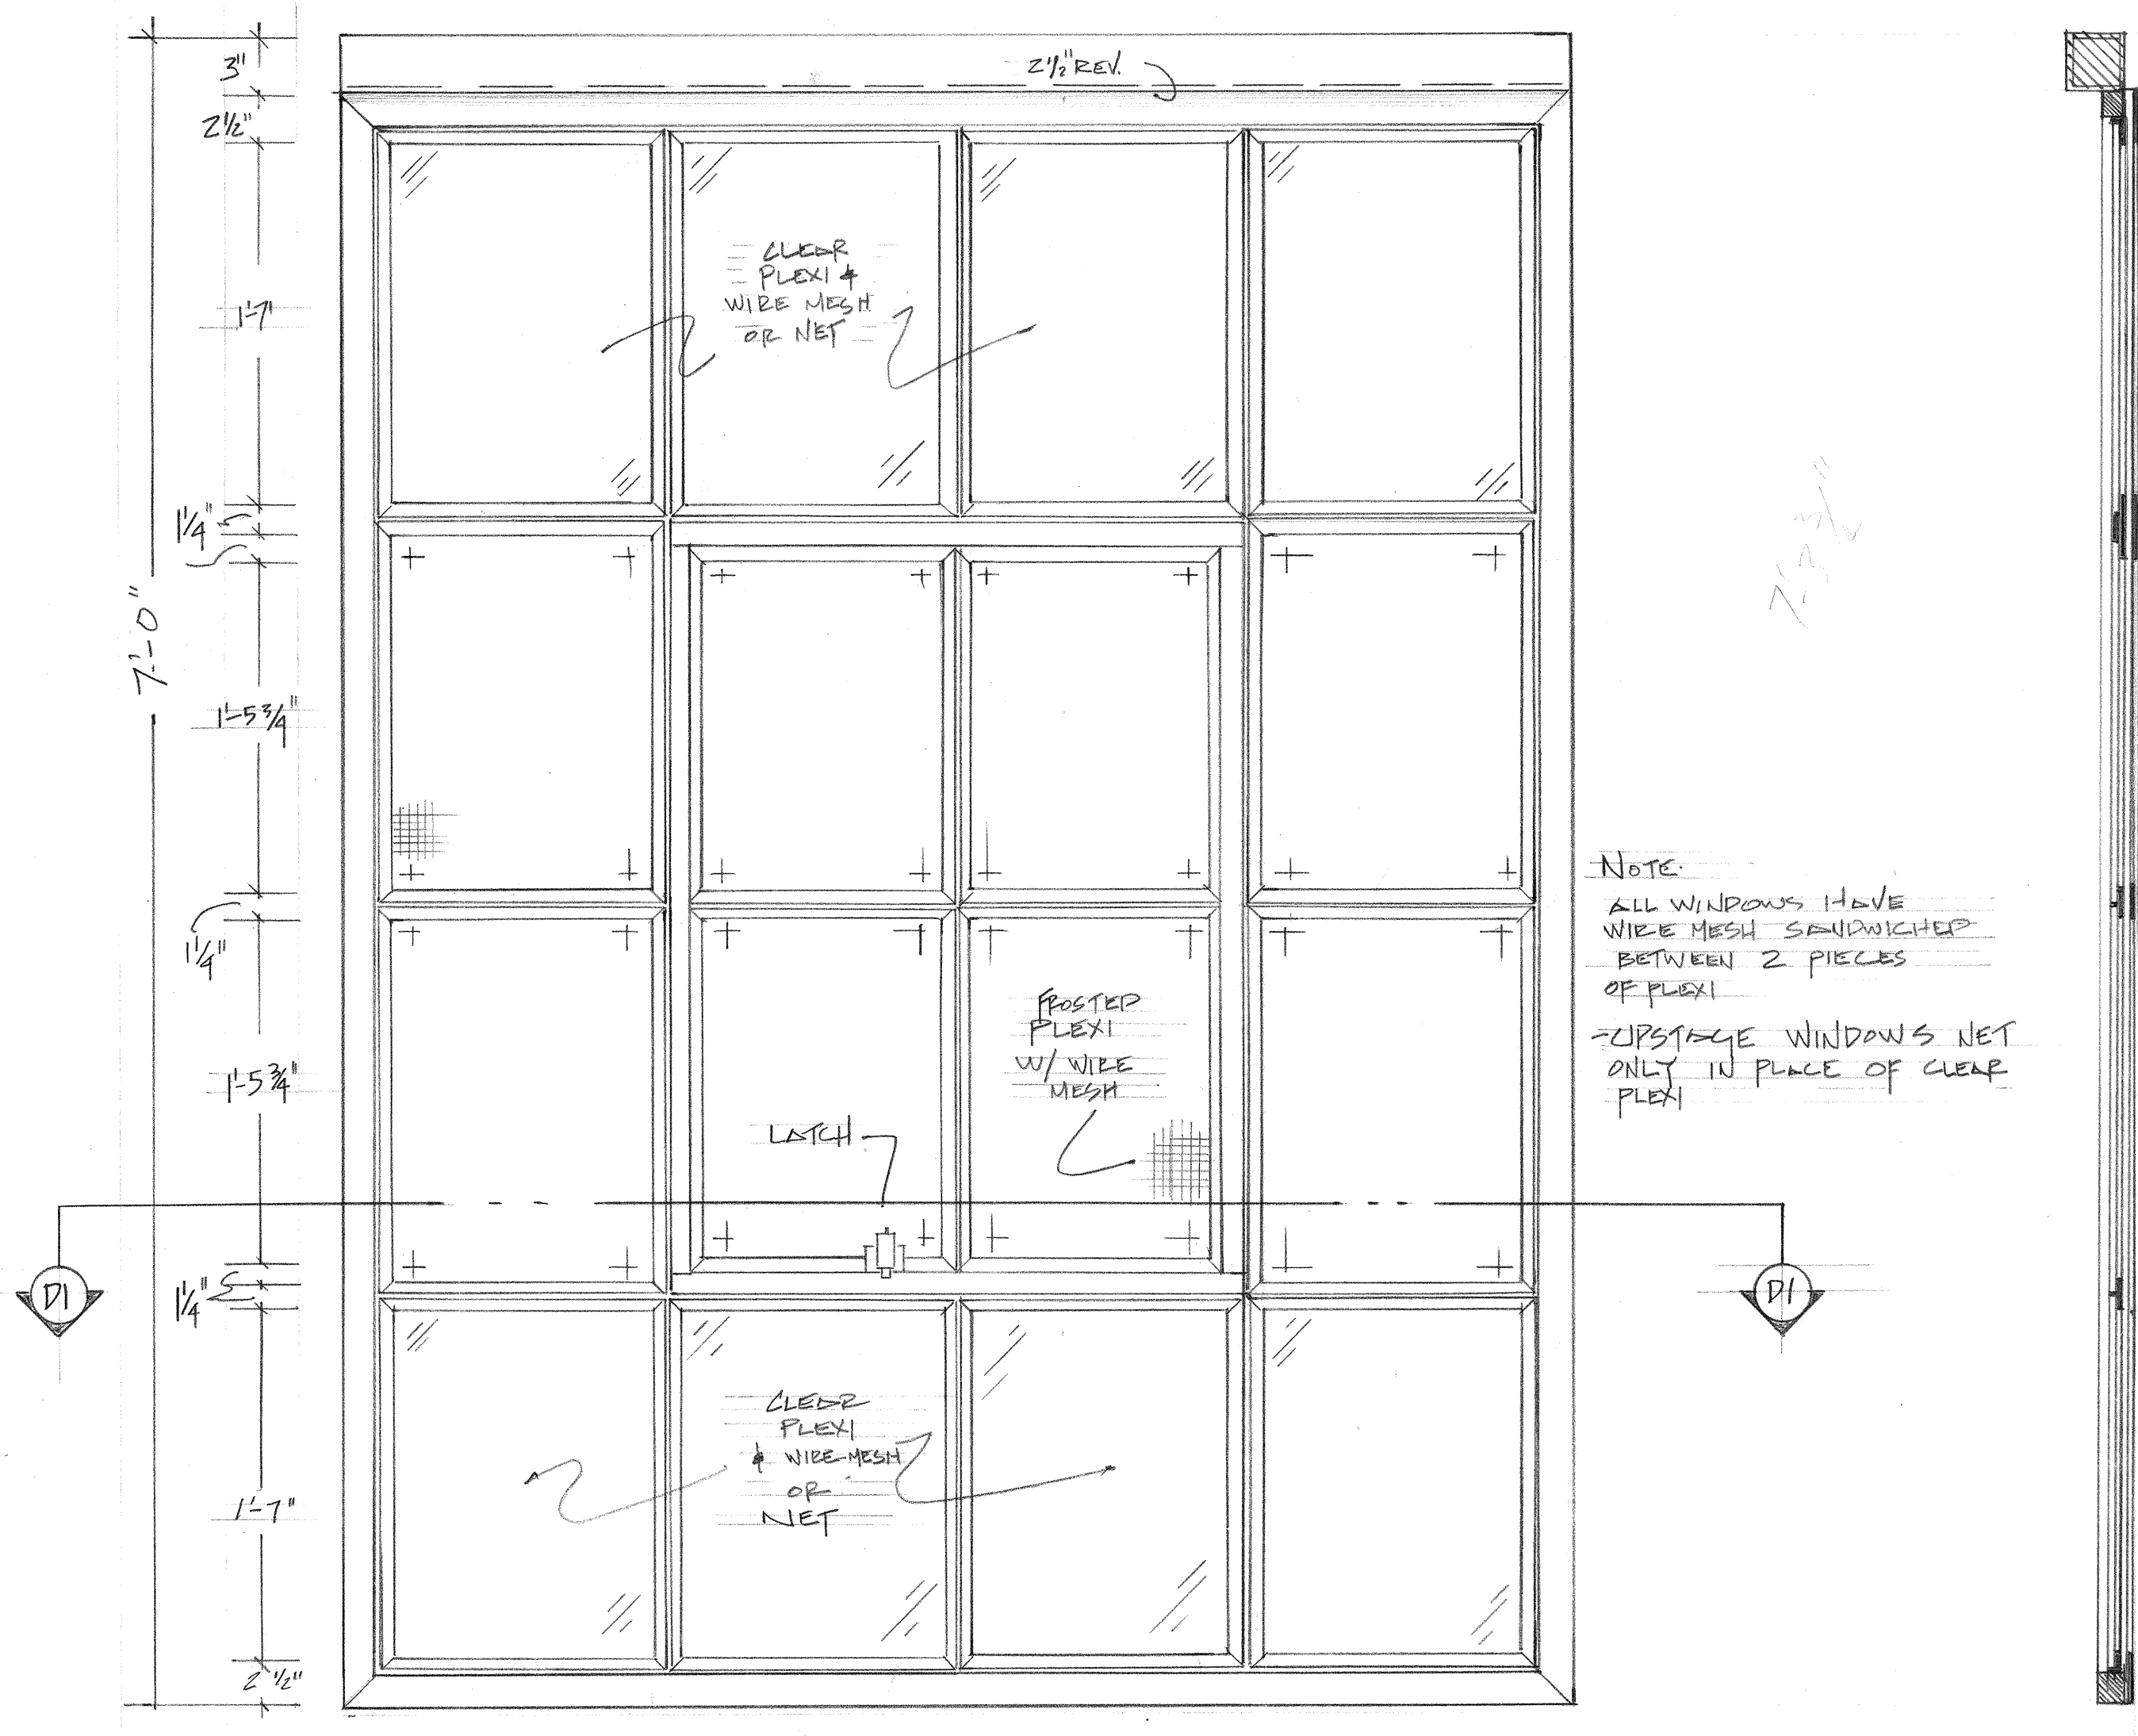 2½" REV.
3"
2½"
1'-7"
1¼"
1'-5¾"
1¼"
1'-5¾"
1¼"
1'-7"
2½"
7'-0"
CLEAR
PLEXI &
WIRE MESH
OR NET
FROSTED
PLEXI
W/ WIRE
MESH
LATCH
D1
D1
CLEAR
PLEXI
& WIRE MESH
OR
NET
7'-3½"
NOTE:
ALL WINDOWS HAVE
WIRE MESH SANDWICHED
BETWEEN 2 PIECES
OF PLEXI
-UPSTAGE WINDOWS NET
ONLY IN PLACE OF CLEAR
PLEXI